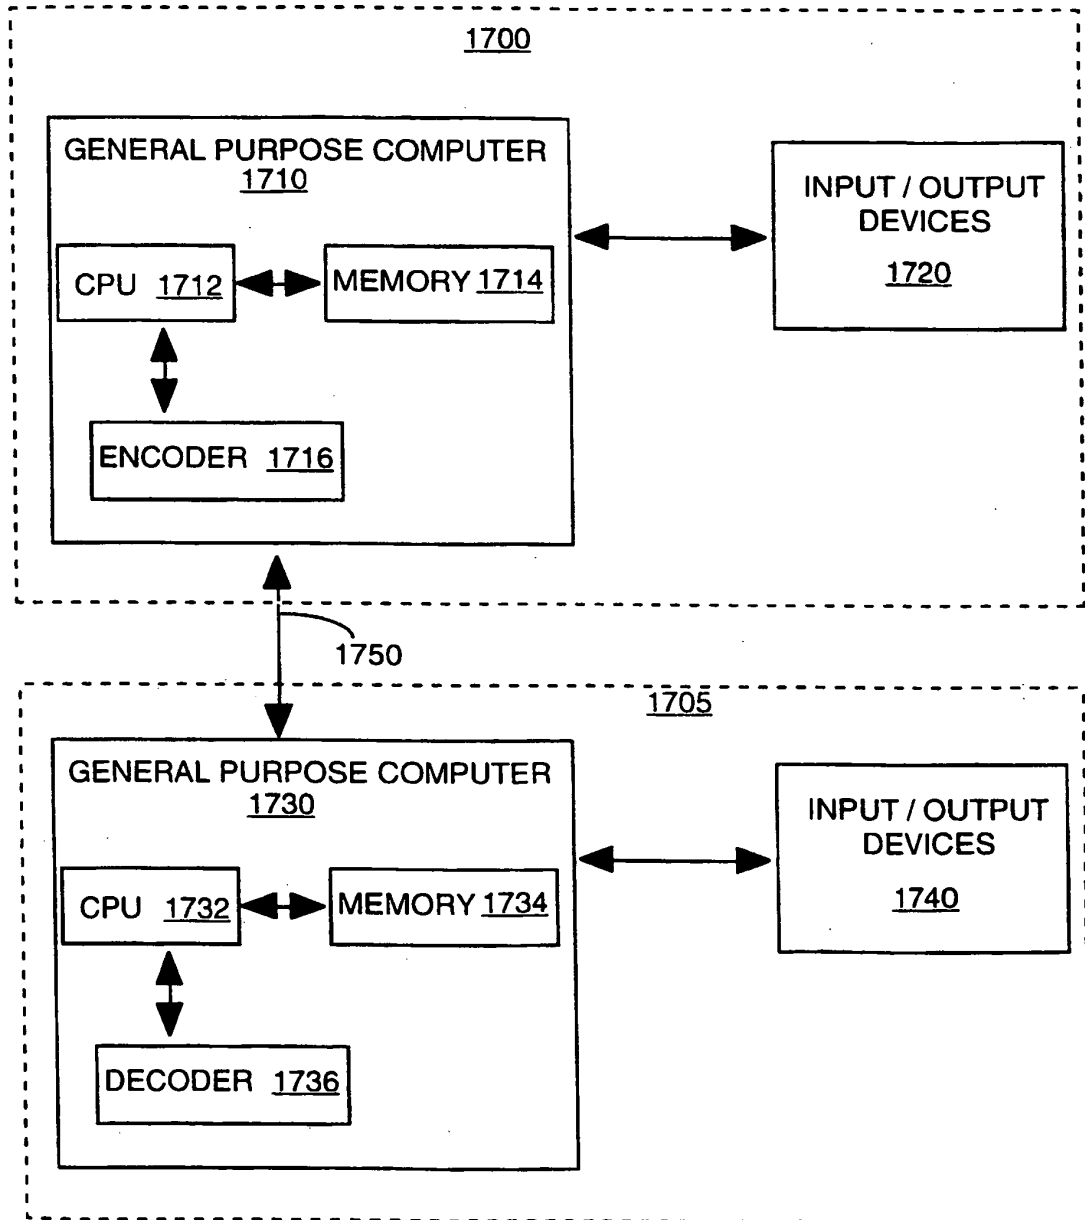 1700
GENERAL PURPOSE COMPUTER
1710
INPUT / OUTPUT
DEVICES
1720
CPU 1712
MEMORY 1714
ENCODER 1716
1750
1705
GENERAL PURPOSE COMPUTER
1730
INPUT / OUTPUT
DEVICES
1740
CPU 1732
MEMORY 1734
DECODER 1736